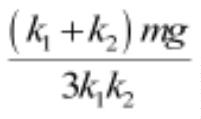 (k₁ + k₂) mg
3k₁k₂